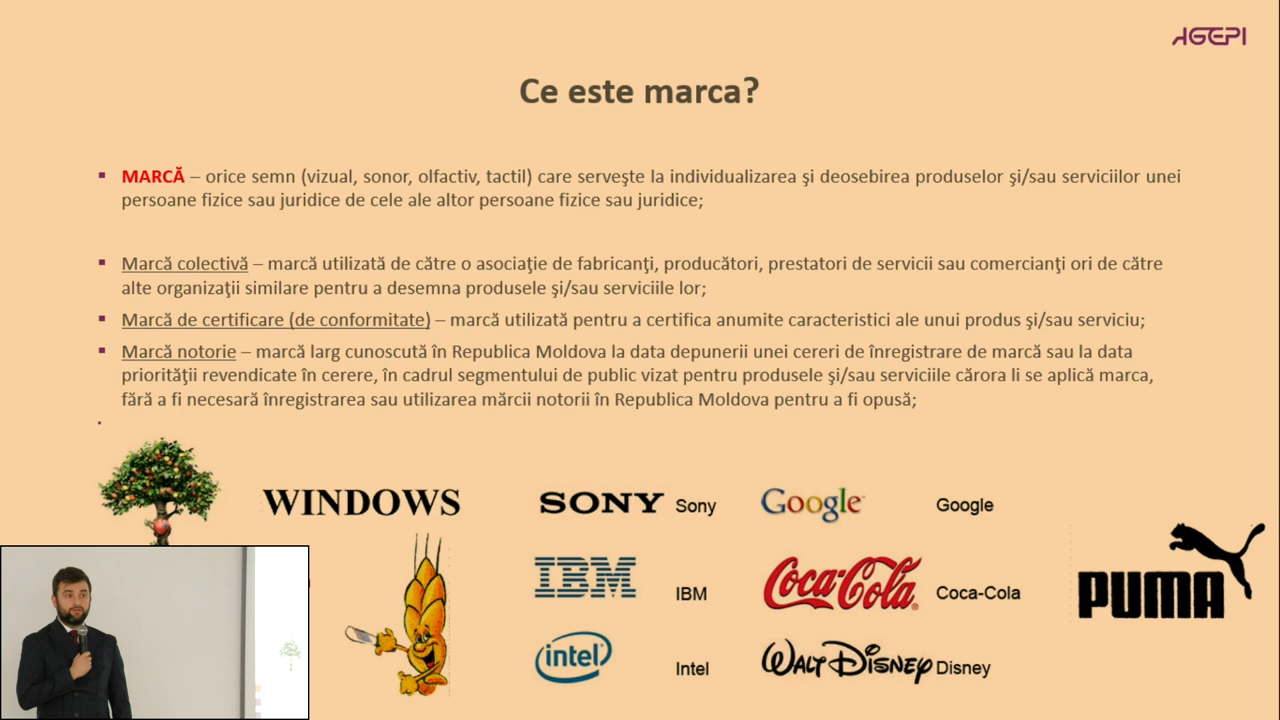 AGEPI
Ce este marca?
MARCĂ – orice semn (vizual, sonor, olfactiv, tactil) care serveşte la individualizarea şi deosebirea produselor şi/sau serviciilor unei
persoane fizice sau juridice de cele ale altor persoane fizice sau juridice;
Marcă colectivă – marcă utilizată de către o asociaţie de fabricanţi, producători, prestatori de servicii sau comercianţi ori de către
alte organizaţii similare pentru a desemna produsele şi/sau serviciile lor;
Marcă de certificare (de conformitate) – marcă utilizată pentru a certifica anumite caracteristici ale unui produs şi/sau serviciu;
Marcă notorie – marcă larg cunoscută în Republica Moldova la data depunerii unei cereri de înregistrare de marcă sau la data
priorităţii revendicate în cerere, în cadrul segmentului de public vizat pentru produsele şi/sau serviciile cărora li se aplică marca,
fără a fi necesară înregistrarea sau utilizarea mărcii notorii în Republica Moldova pentru a fi opusă;
WINDOWS
SONY Sony
Google Google
IBM IBM
Coca-Cola Coca-Cola
PUMA
intel Intel
WALT DISNEY Disney